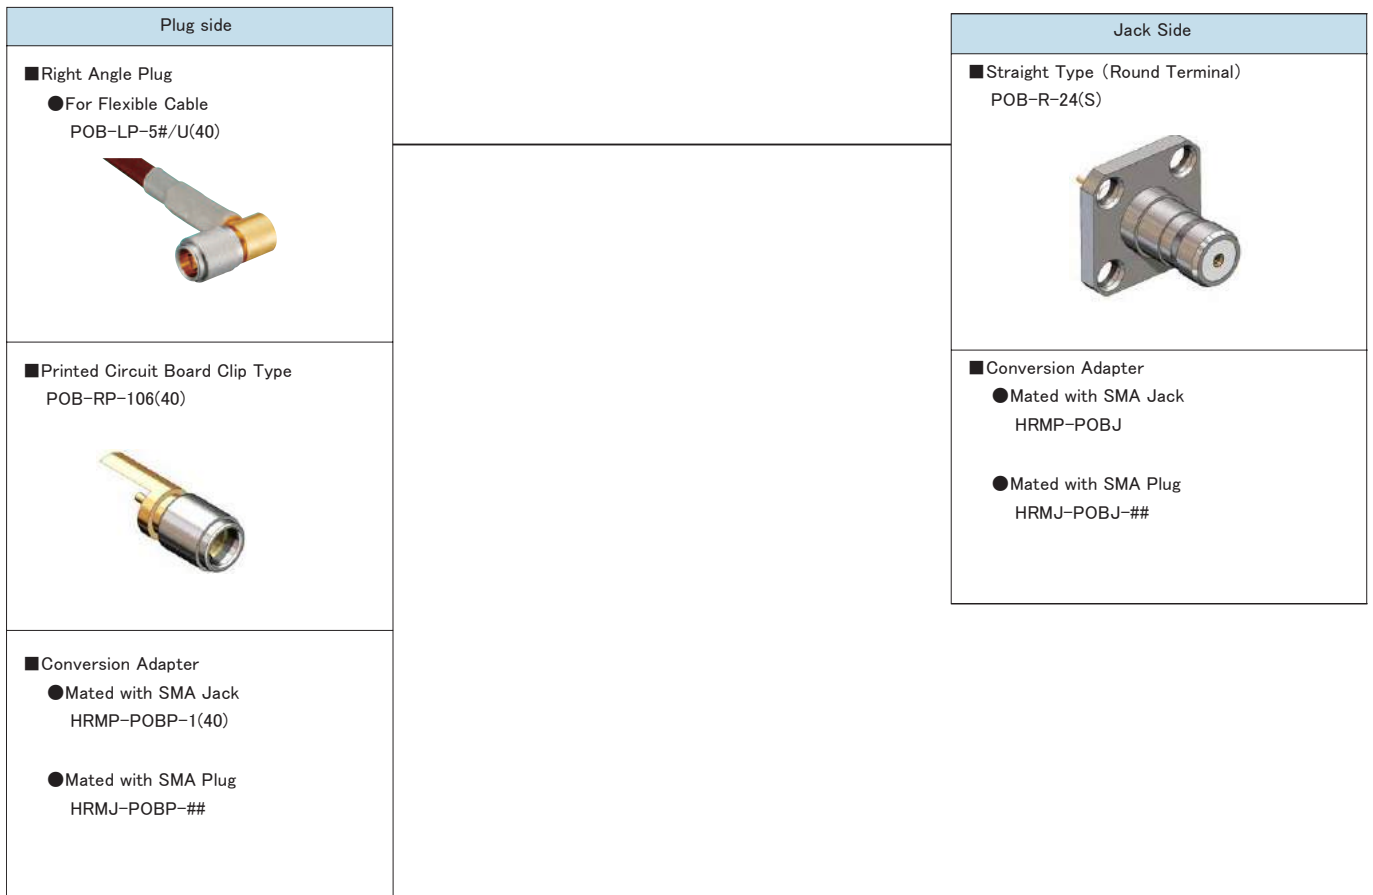 Plug side
■Right Angle Plug
●For Flexible Cable
POB-LP-5#/U(40)
■Printed Circuit Board Clip Type
POB-RP-106(40)
■Conversion Adapter
●Mated with SMA Jack
HRMP-POBP-1(40)
●Mated with SMA Plug
HRMJ-POBP-##
Jack Side
■Straight Type (Round Terminal)
POB-R-24(S)
■Conversion Adapter
●Mated with SMA Jack
HRMP-POBJ
●Mated with SMA Plug
HRMJ-POBJ-##